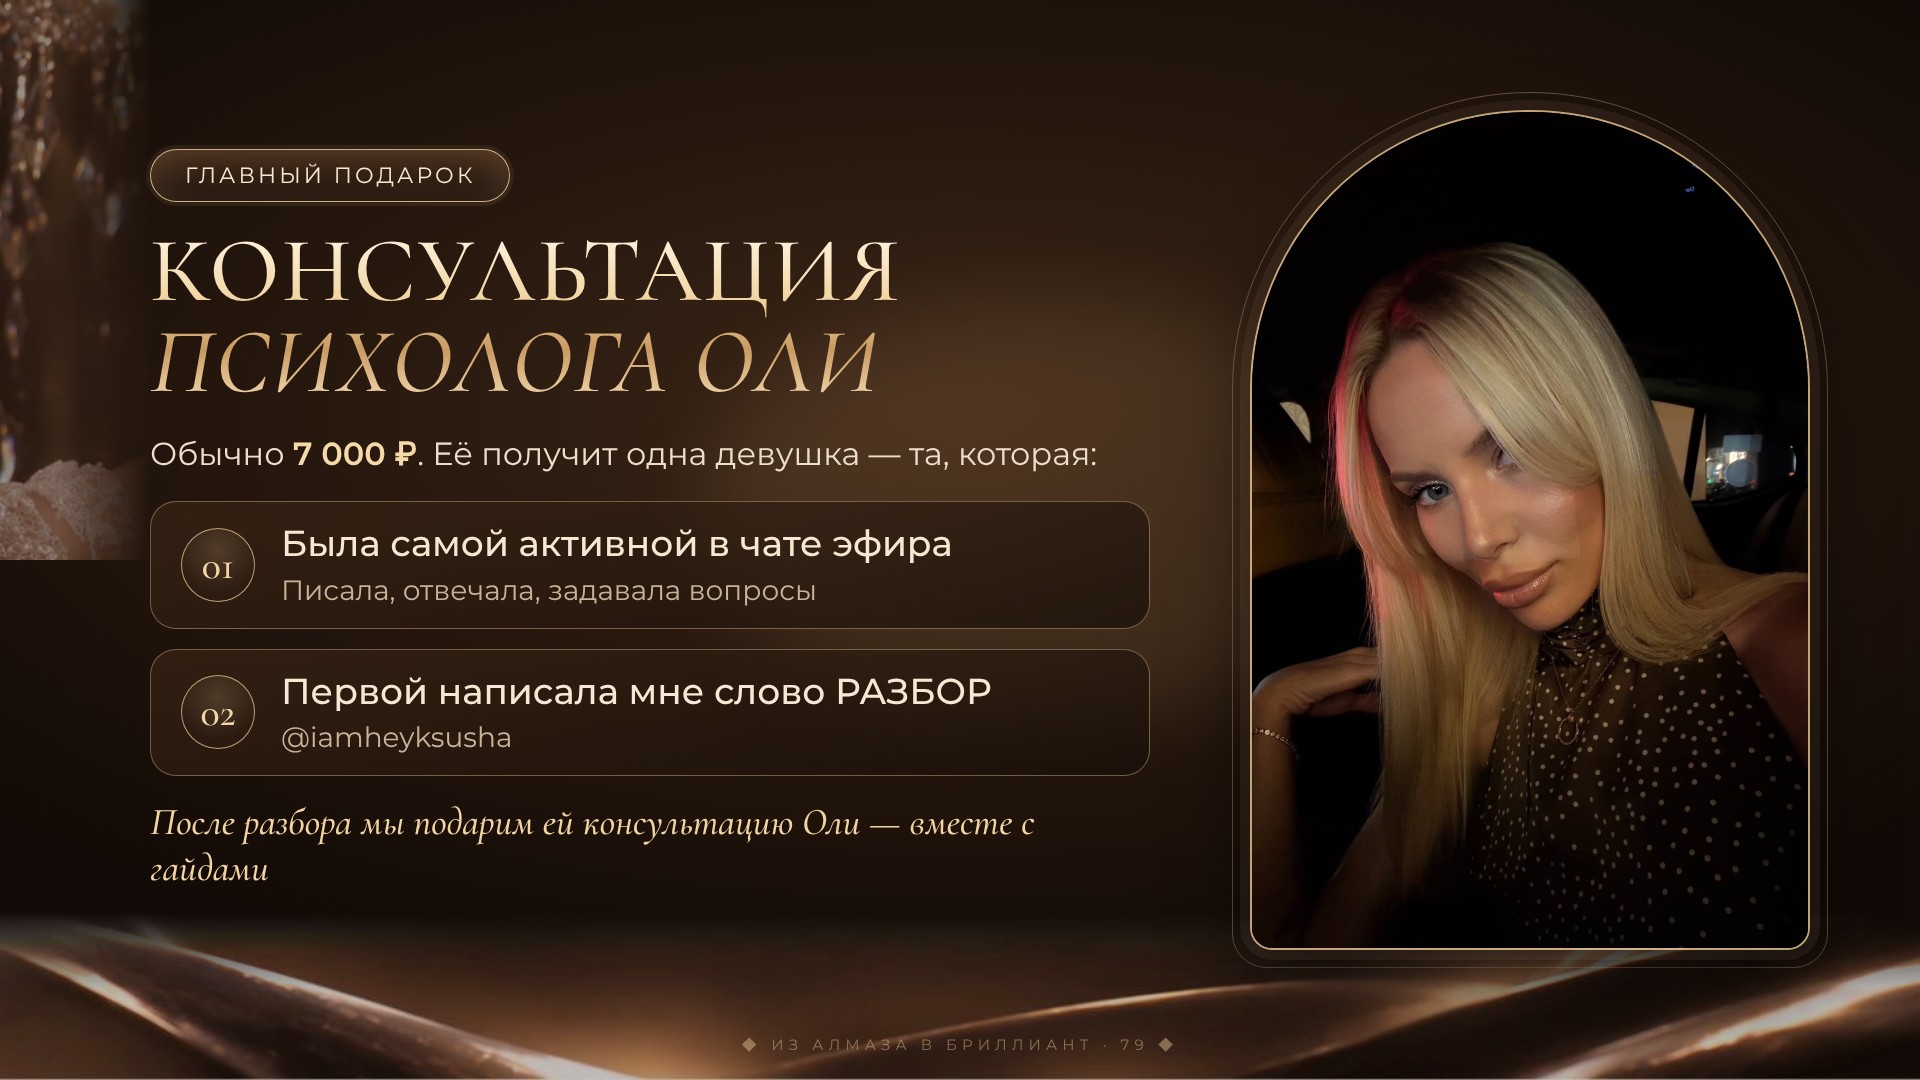 ГЛАВНЫЙ ПОДАРОК
КОНСУЛЬТАЦИЯ
ПСИХОЛОГА ОЛИ
Обычно 7 000 ₽. Её получит одна девушка — та, которая:
01
Была самой активной в чате эфира
Писала, отвечала, задавала вопросы
02
Первой написала мне слово РАЗБОР
@iamheyksusha
После разбора мы подарим ей консультацию Оли — вместе с
гайдами
◆ ИЗ АЛМАЗА В БРИЛЛИАНТ · 79 ◆